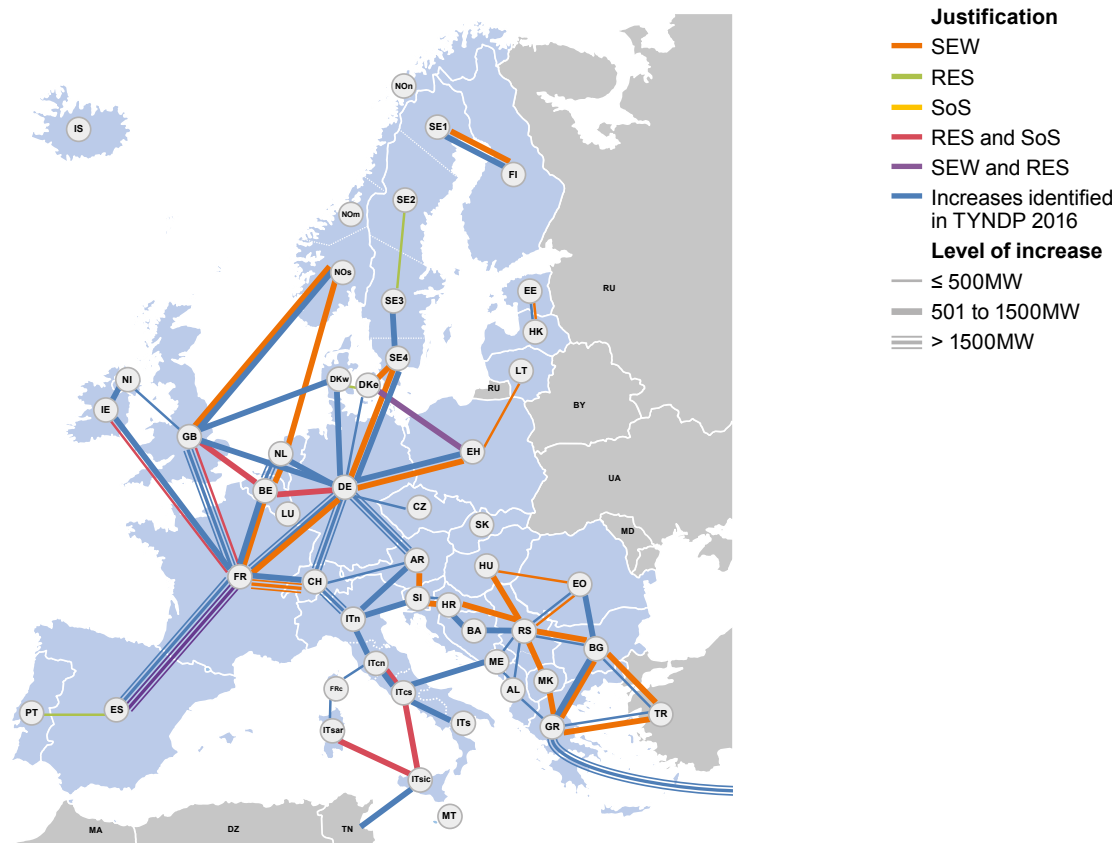 Justification
SEW
RES
SoS
RES and SoS
SEW and RES
Increases identified
in TYNDP 2016
Level of increase
≤ 500MW
501 to 1500MW
> 1500MW
NOn
IS
SE1
FI
SE2
NOm
NOs
RU
EE
SE3
HK
SE4
LT
NI
DKw
DKe
RU
BY
IE
GB
NL
EH
UA
BE
DE
LU
CZ
SK
MD
AR
HU
FR
CH
EO
SI
HR
ITn
BA
RS
BG
ITcn
ME
MK
FRc
ITcs
AL
PT
ES
ITs
TR
ITsar
GR
ITsic
MT
MA
DZ
TN